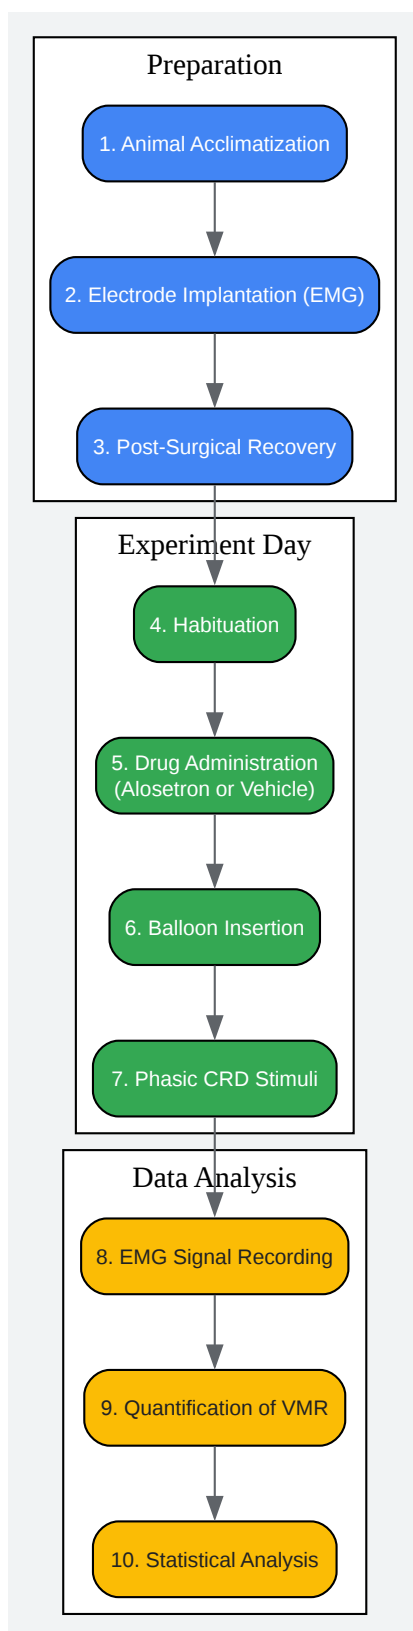 Preparation
1. Animal Acclimatization
2. Electrode Implantation (EMG)
3. Post-Surgical Recovery
Experiment Day
4. Habituation
5. Drug Administration
(Alosetron or Vehicle)
6. Balloon Insertion
7. Phasic CRD Stimuli
Data Analysis
8. EMG Signal Recording
9. Quantification of VMR
10. Statistical Analysis